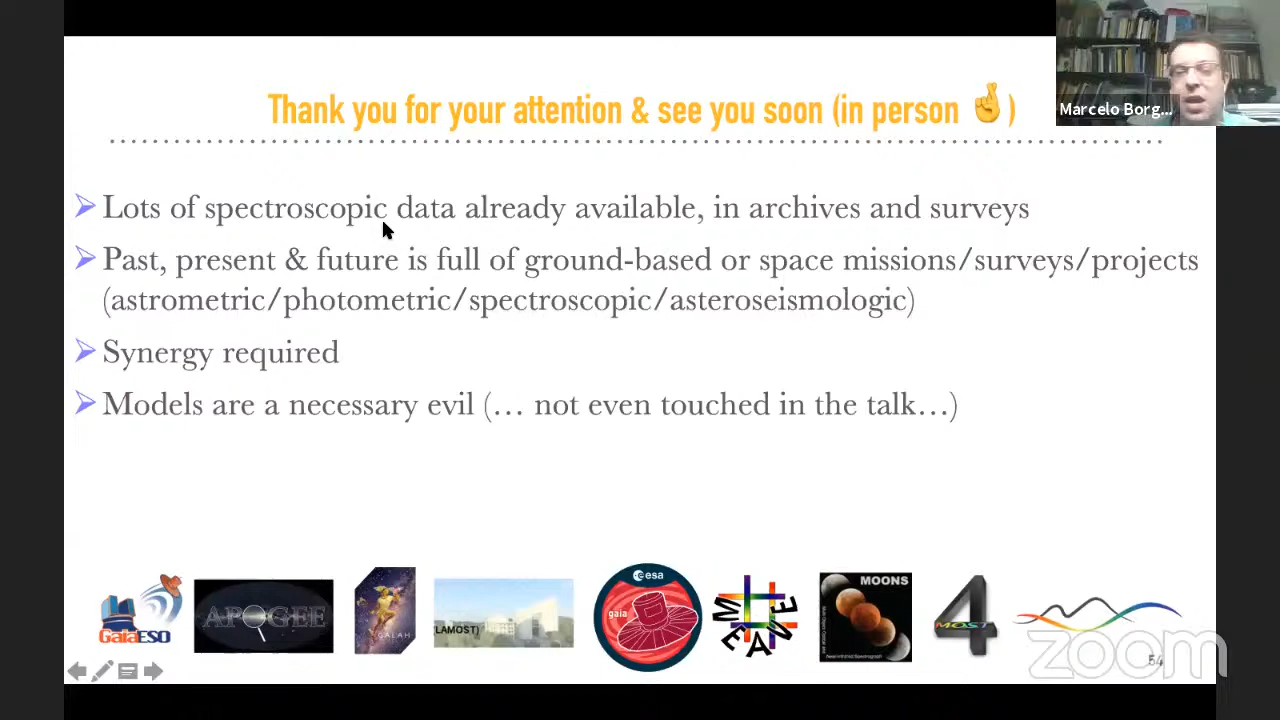 Thank you for your attention & see you soon (in person 🤞)
Marcelo Borg...
➢ Lots of spectroscopic data already available, in archives and surveys
➢ Past, present & future is full of ground-based or space missions/surveys/projects
(astrometric/photometric/spectroscopic/asteroseismologic)
➢ Synergy required
➢ Models are a necessary evil (… not even touched in the talk…)
GaiaESO
APOGEE
GALAH
(LAMOST)
esa
gaia
WEAVE
MOONS
4
MOST
zoom
54